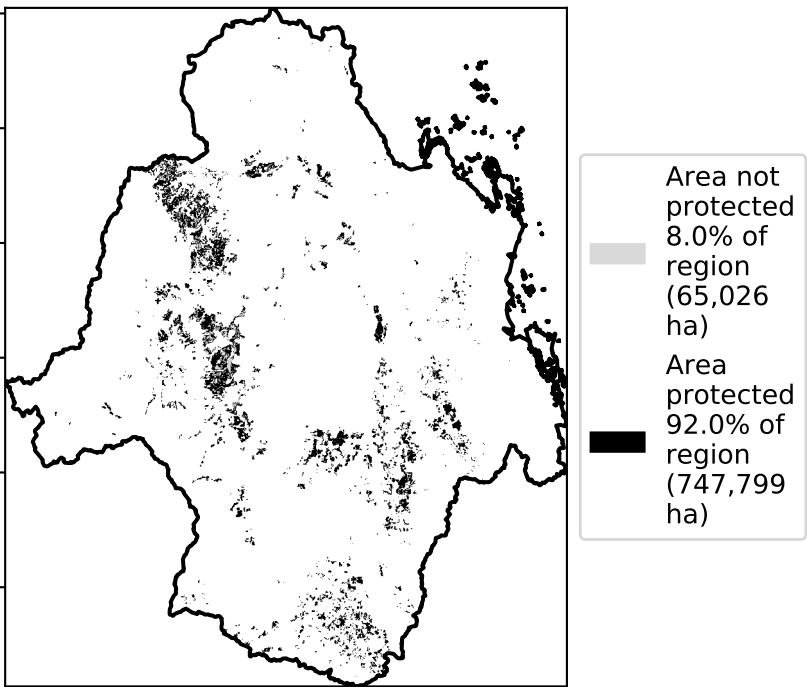 Area not
protected
8.0% of
region
(65,026
ha)
Area
protected
92.0% of
region
(747,799
ha)